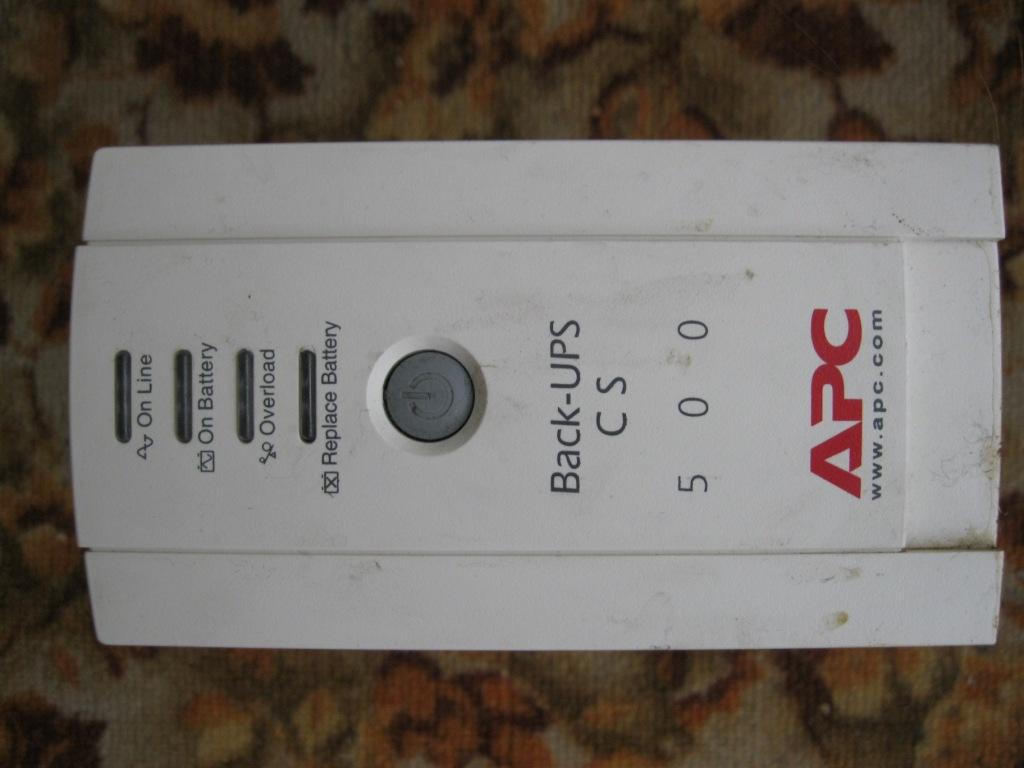 On Line
On Battery
Overload
Replace Battery
Back-UPS
CS
500
APC
www.apc.com